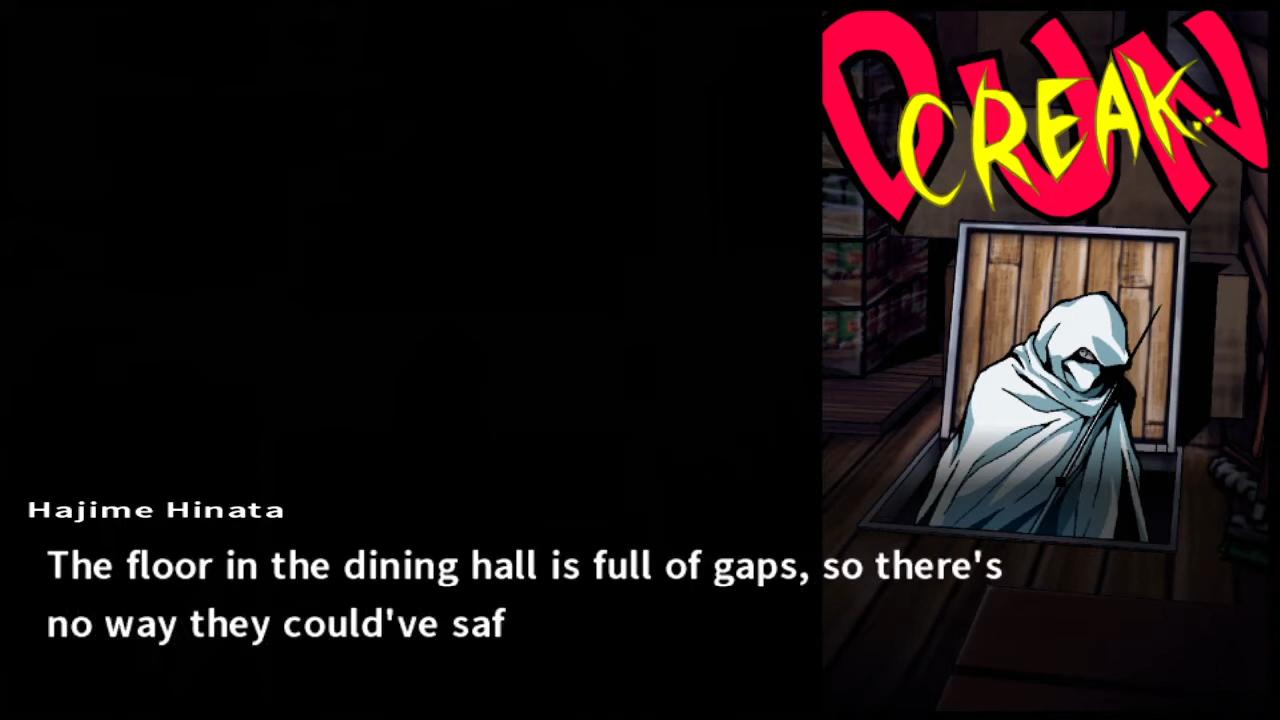 DUN
CREAK...
Hajime Hinata
The floor in the dining hall is full of gaps, so there's
no way they could've saf